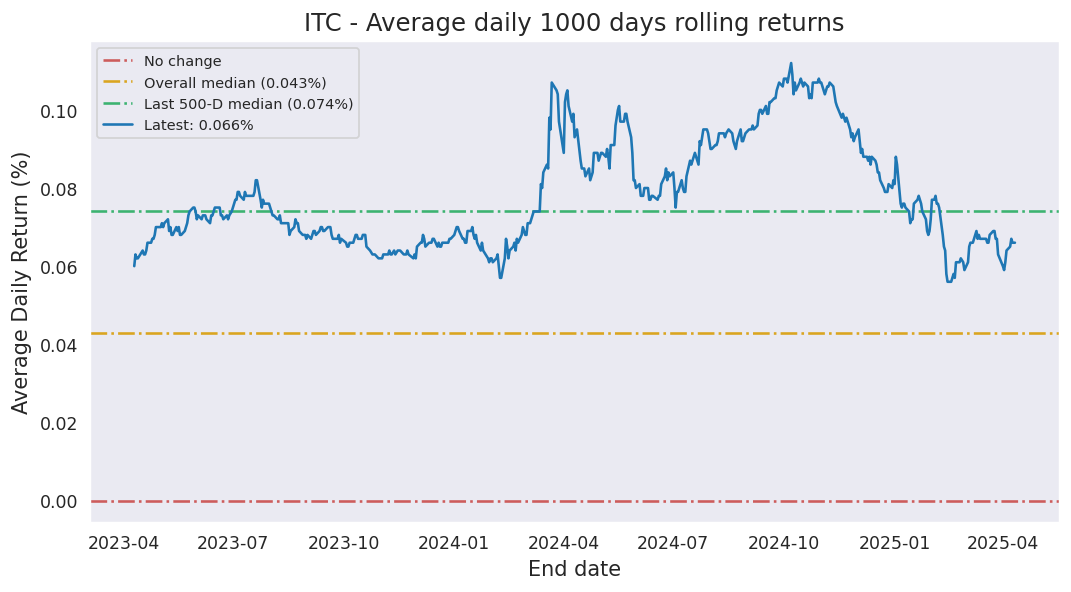 ITC - Average daily 1000 days rolling returns
No change
Overall median (0.043%)
Last 500-D median (0.074%)
Latest: 0.066%
Average Daily Return (%)
0.10
0.08
0.06
0.04
0.02
0.00
2023-04 2023-07 2023-10 2024-01 2024-04 2024-07 2024-10 2025-01 2025-04
End date